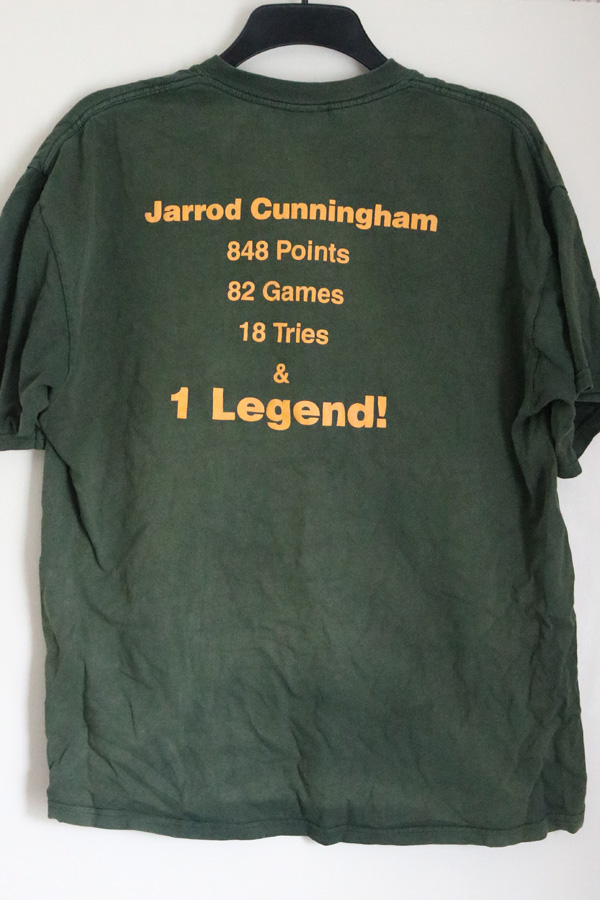 Jarrod Cunningham
848 Points
82 Games
18 Tries
&
1 Legend!